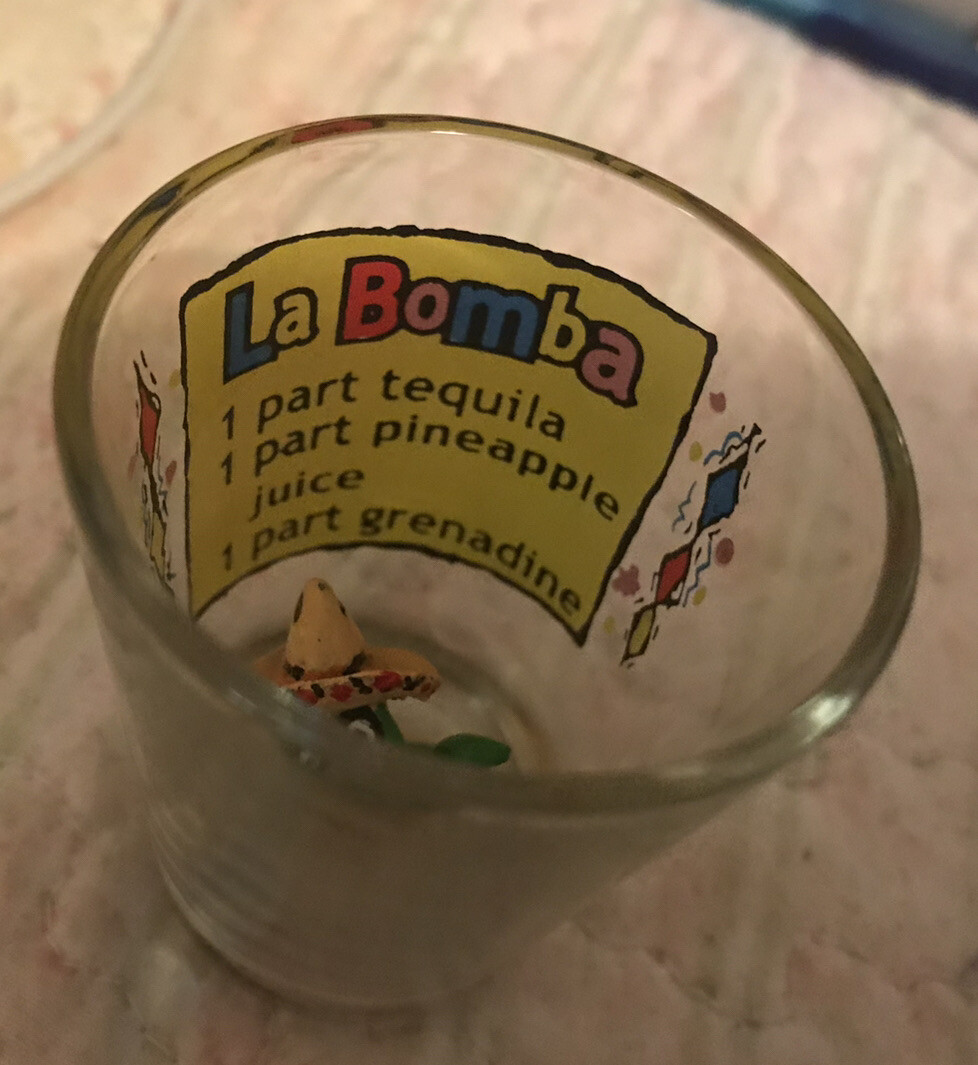 La Bomba
1 part tequila
1 part pineapple
juice
1 part grenadine